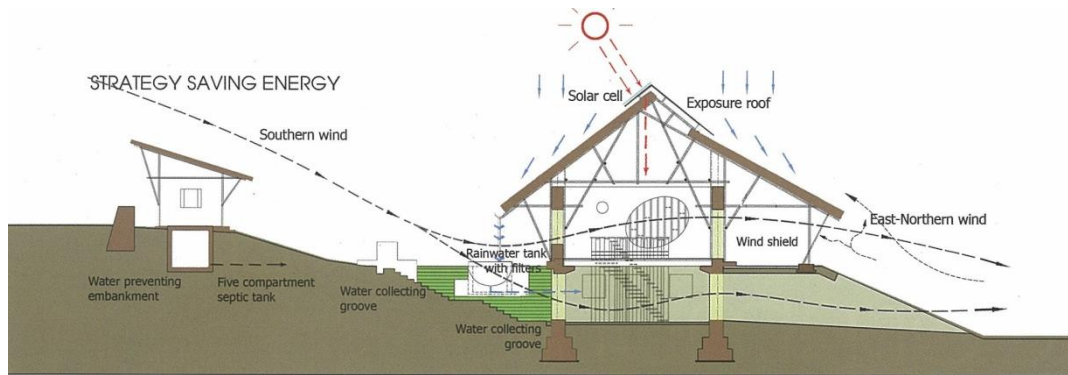 STRATEGY SAVING ENERGY
Southern wind
Solar cell
Exposure roof
East-Northern wind
Wind shield
Rainwater tank
with filters
Water preventing
embankment
Five compartment
septic tank
Water collecting
groove
Water collecting
groove